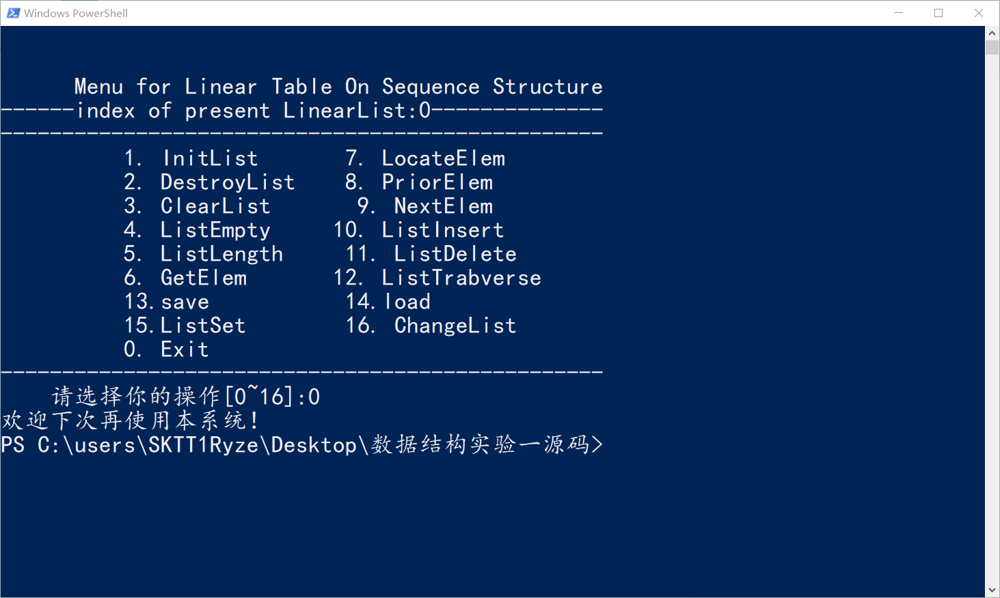 Windows PowerShell
Menu for Linear Table On Sequence Structure
------index of present LinearList:0--------------
-------------------------------------------------
1. InitList 7. LocateElem
2. DestroyList 8. PriorElem
3. ClearList 9. NextElem
4. ListEmpty 10. ListInsert
5. ListLength 11. ListDelete
6. GetElem 12. ListTrabverse
13.save 14.load
15.ListSet 16. ChangeList
0. Exit
-------------------------------------------------
请选择你的操作[0~16]:0
欢迎下次再使用本系统!
PS C:\users\SKTT1Ryze\Desktop\数据结构实验一源码>